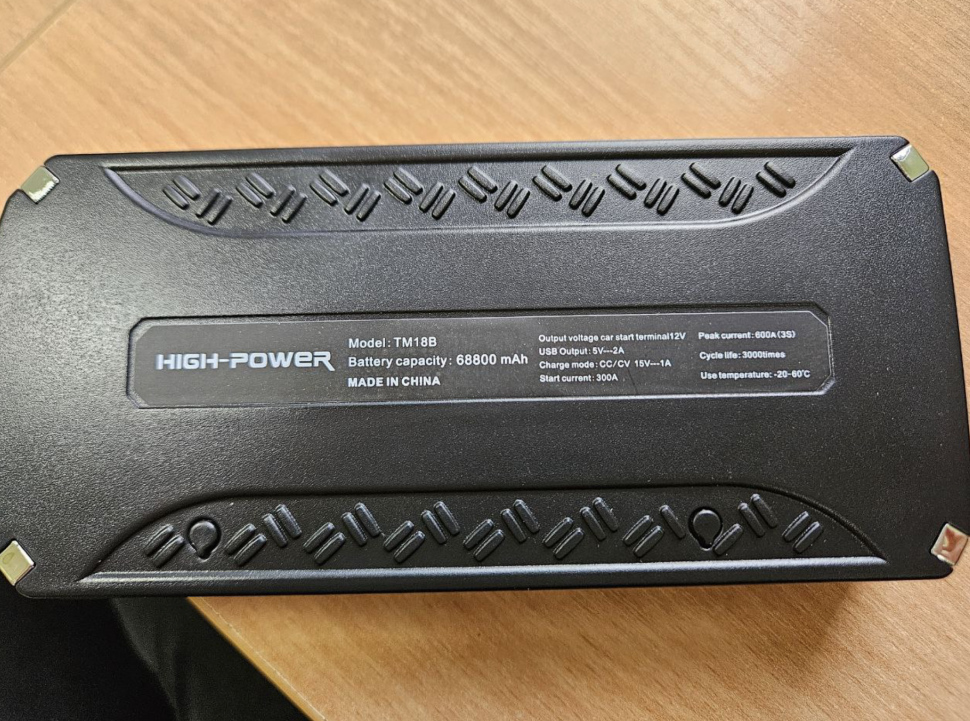 HIGH-POWER
Model: TM18B
Battery capacity: 68800 mAh
MADE IN CHINA
Output voltage car start terminal12V
USB Output: 5V---2A
Charge mode: CC/CV 15V---1A
Start current: 300A
Peak current: 600A(3S)
Cycle life: 3000times
Use temperature: -20-60°C